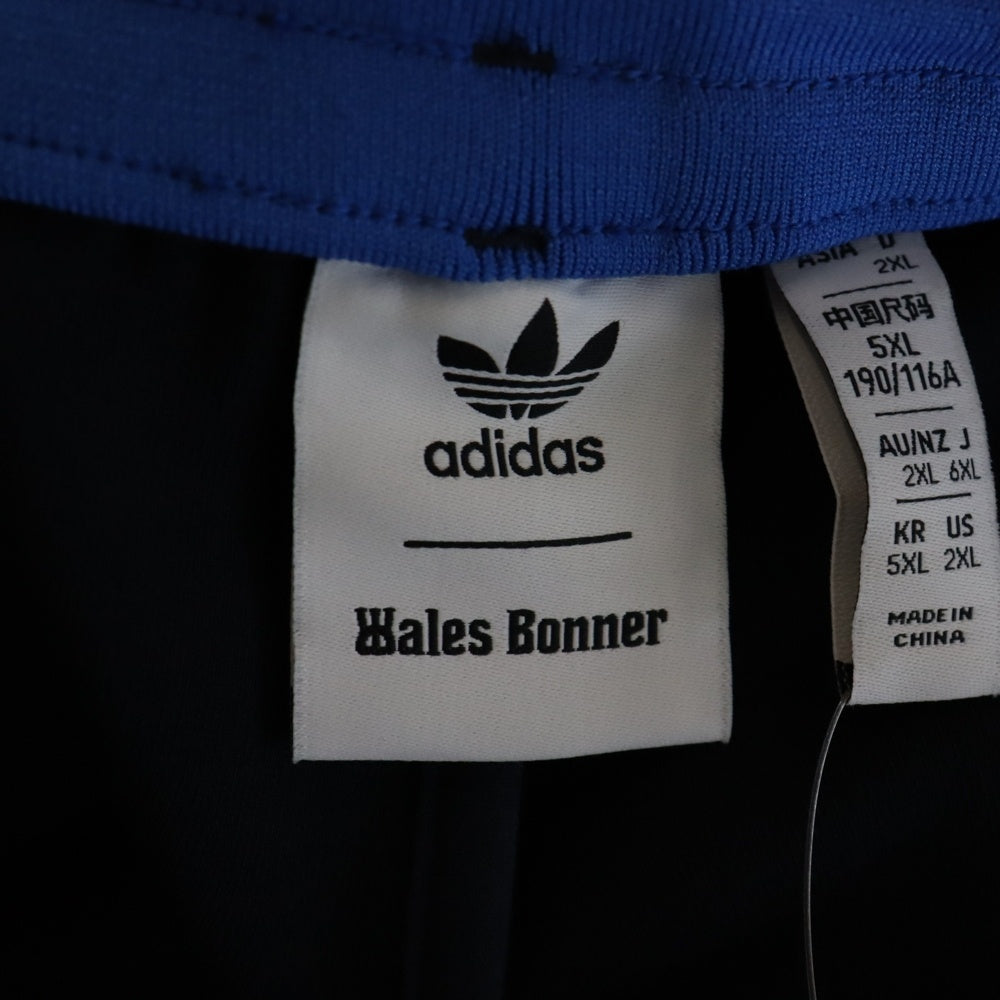 adidas
Wales Bonner
ASIA D
2XL
中国尺码
5XL
190/116A
AU/NZ J
2XL 6XL
KR US
5XL 2XL
MADE IN
CHINA